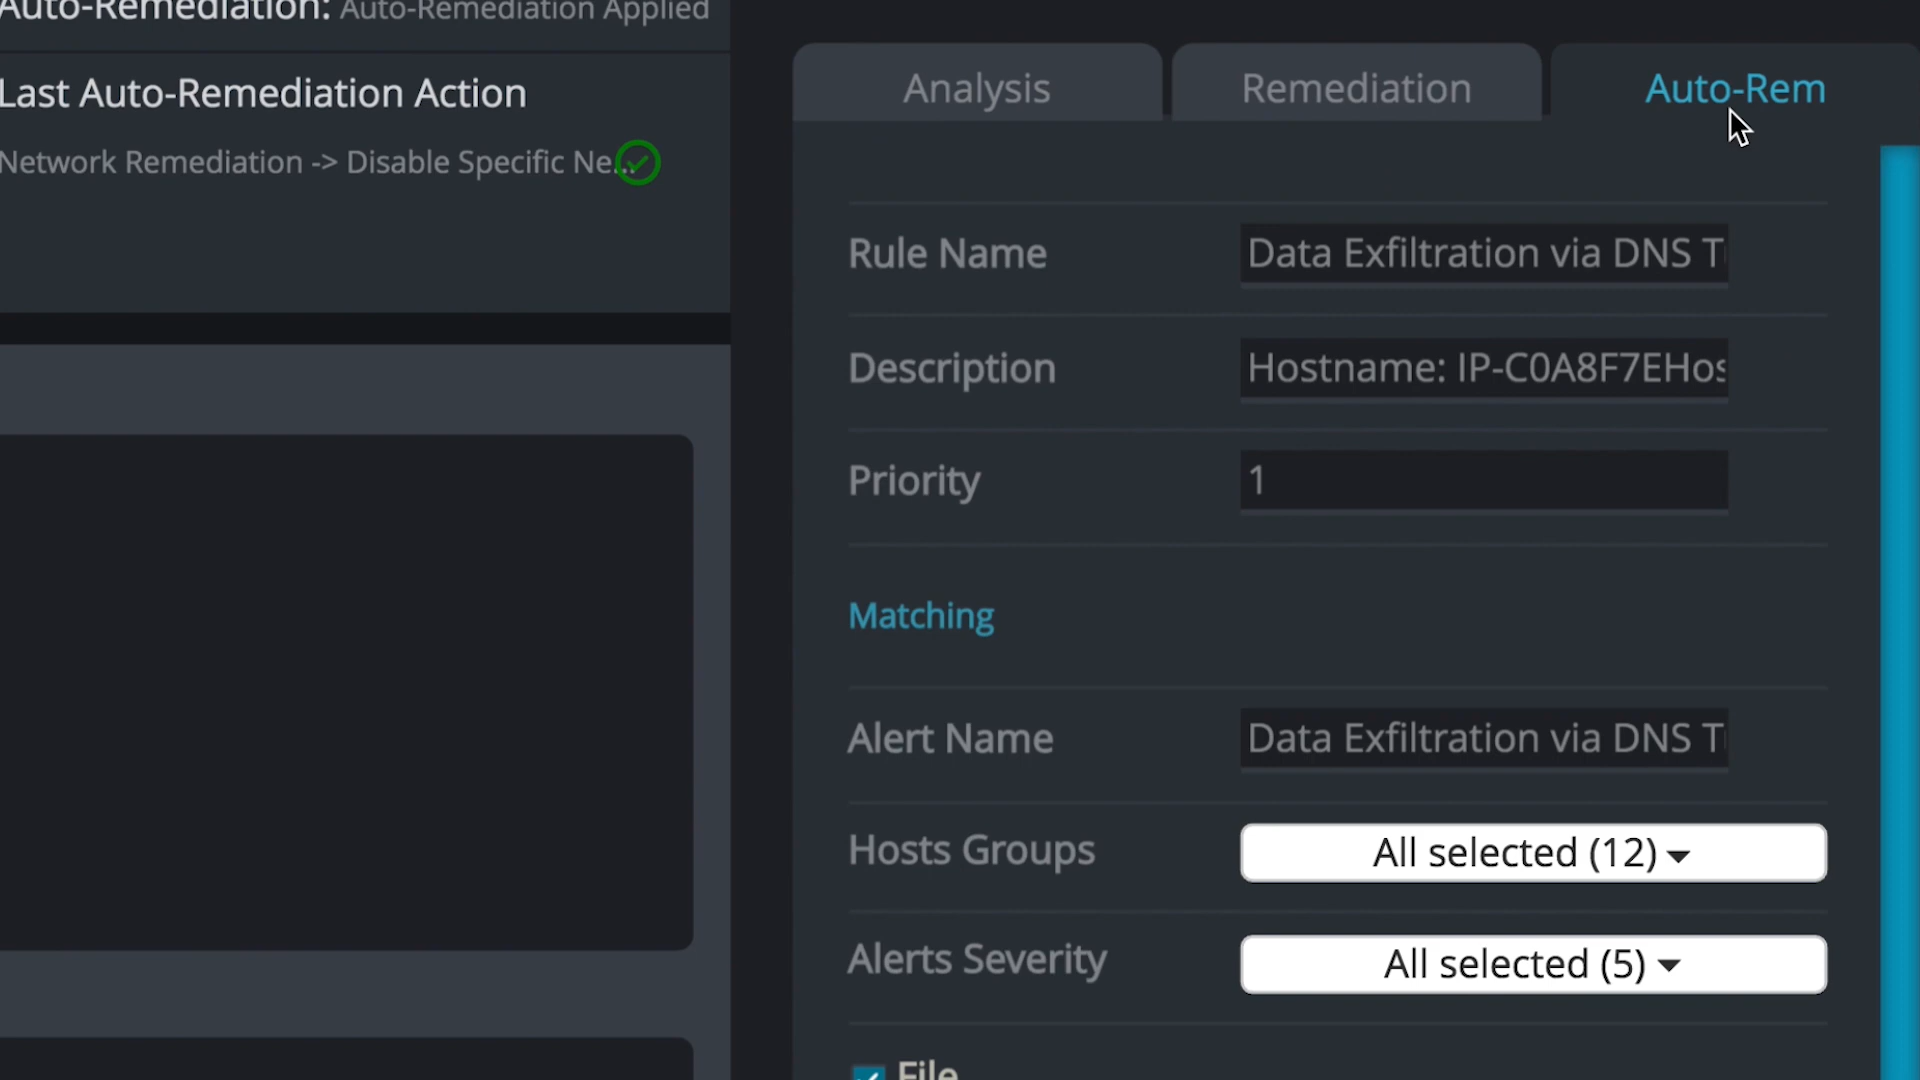 Auto-Remediation: Auto-Remediation Applied
Last Auto-Remediation Action
Network Remediation -> Disable Specific Ne...
Analysis
Remediation
Auto-Rem
Rule Name
Data Exfiltration via DNS T
Description
Hostname: IP-C0A8F7EHos
Priority
1
Matching
Alert Name
Data Exfiltration via DNS T
Hosts Groups
All selected (12)
Alerts Severity
All selected (5)
File